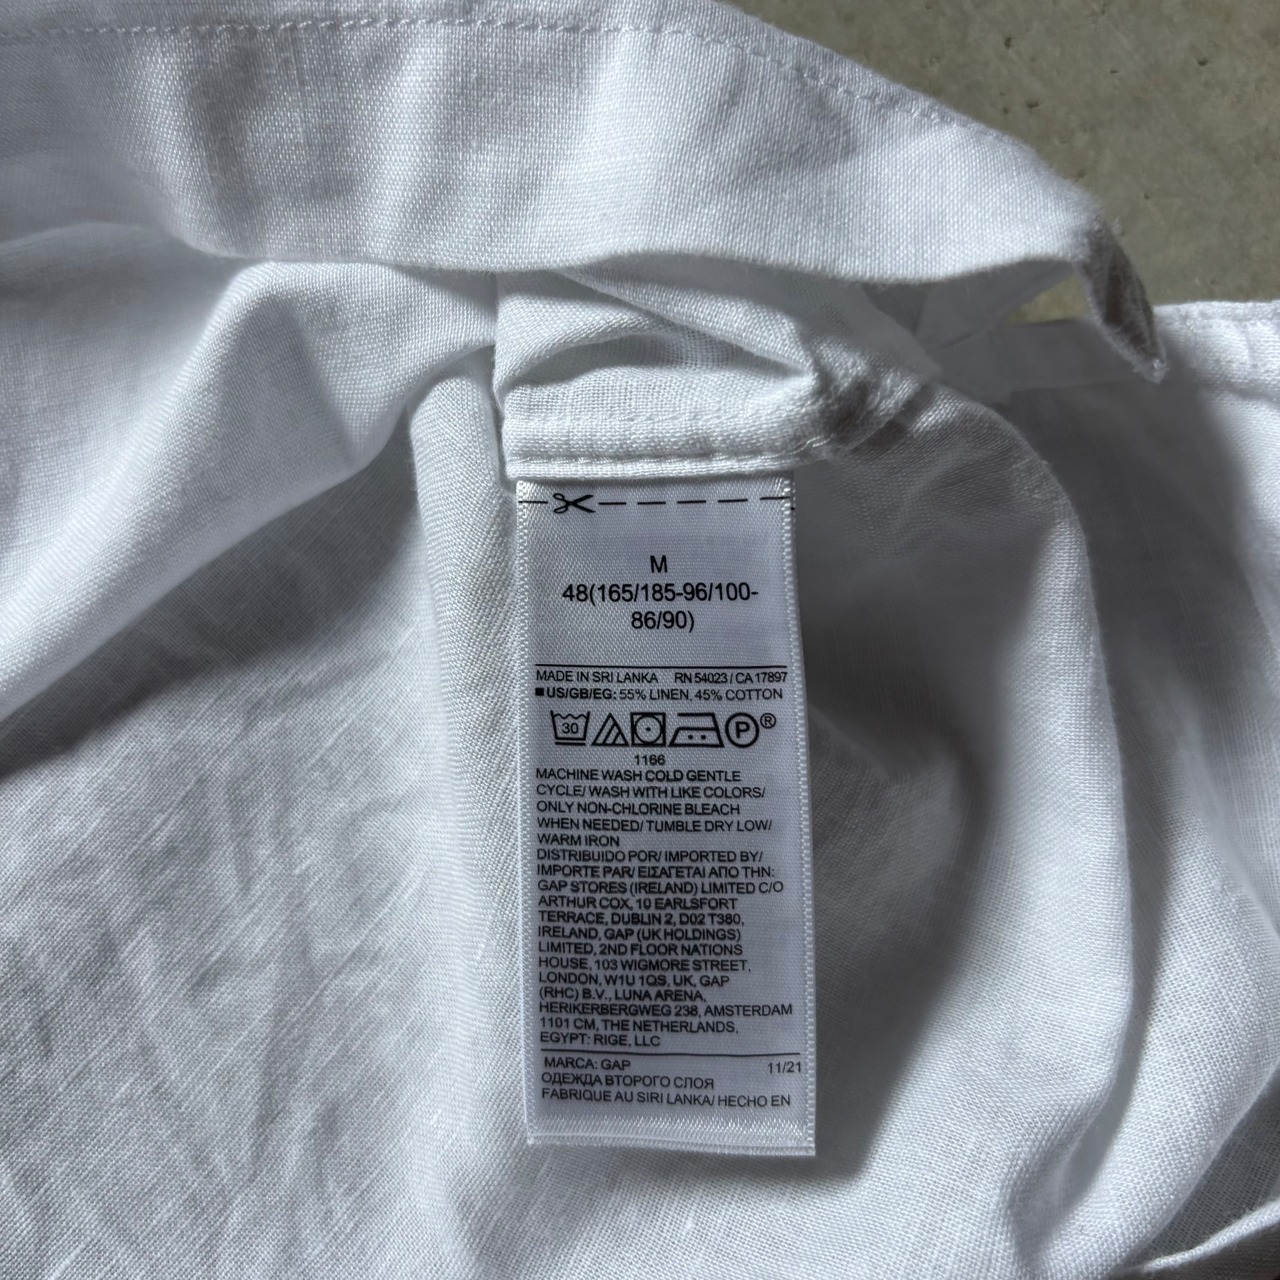 M
48(165/185-96/100-
86/90)
MADE IN SRI LANKA RN 54023 / CA 17897
US/GB/EG: 55% LINEN, 45% COTTON
30 P ®
1166
MACHINE WASH COLD GENTLE
CYCLE/ WASH WITH LIKE COLORS/
ONLY NON-CHLORINE BLEACH
WHEN NEEDED/ TUMBLE DRY LOW/
WARM IRON
DISTRIBUIDO POR/ IMPORTED BY/
IMPORTE PAR/ ΕΙΣΑΓΕΤΑΙ ΑΠΟ ΤΗΝ:
GAP STORES (IRELAND) LIMITED C/O
ARTHUR COX, 10 EARLSFORT
TERRACE, DUBLIN 2, D02 T380,
IRELAND, GAP (UK HOLDINGS)
LIMITED, 2ND FLOOR NATIONS
HOUSE, 103 WIGMORE STREET,
LONDON, W1U 1QS, UK, GAP
(RHC) B.V., LUNA ARENA,
HERIKERBERGWEG 238, AMSTERDAM
1101 CM, THE NETHERLANDS,
EGYPT: RIGE, LLC
MARCA: GAP 11/21
ОДЕЖДА ВТОРОГО СЛОЯ
FABRIQUE AU SRI LANKA/ HECHO EN